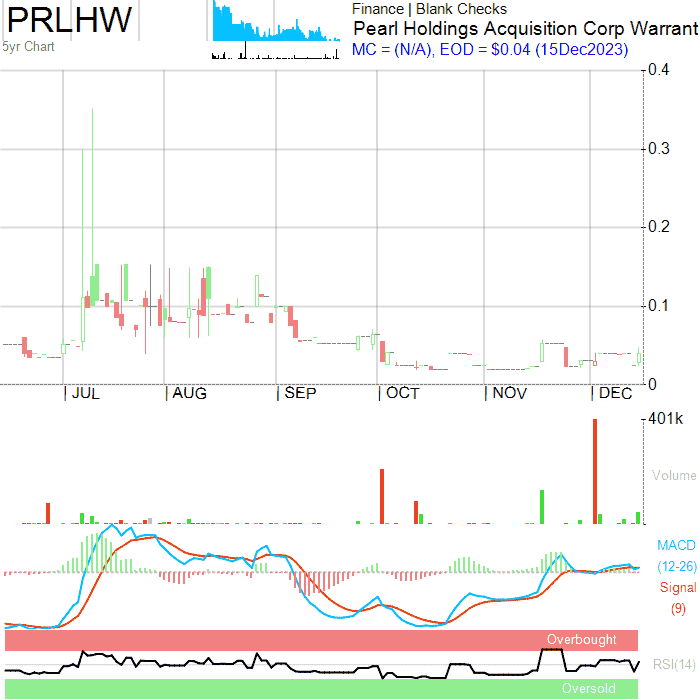 PRLHW
5yr Chart
Finance | Blank Checks
Pearl Holdings Acquisition Corp Warrant
MC = (N/A), EOD = $0.04 (15Dec2023)
0.4
0.3
0.2
0.1
0
| JUL | AUG | SEP | OCT | NOV | DEC
401k
Volume
MACD
(12-26)
Signal
(9)
Overbought
RSI(14)
Oversold